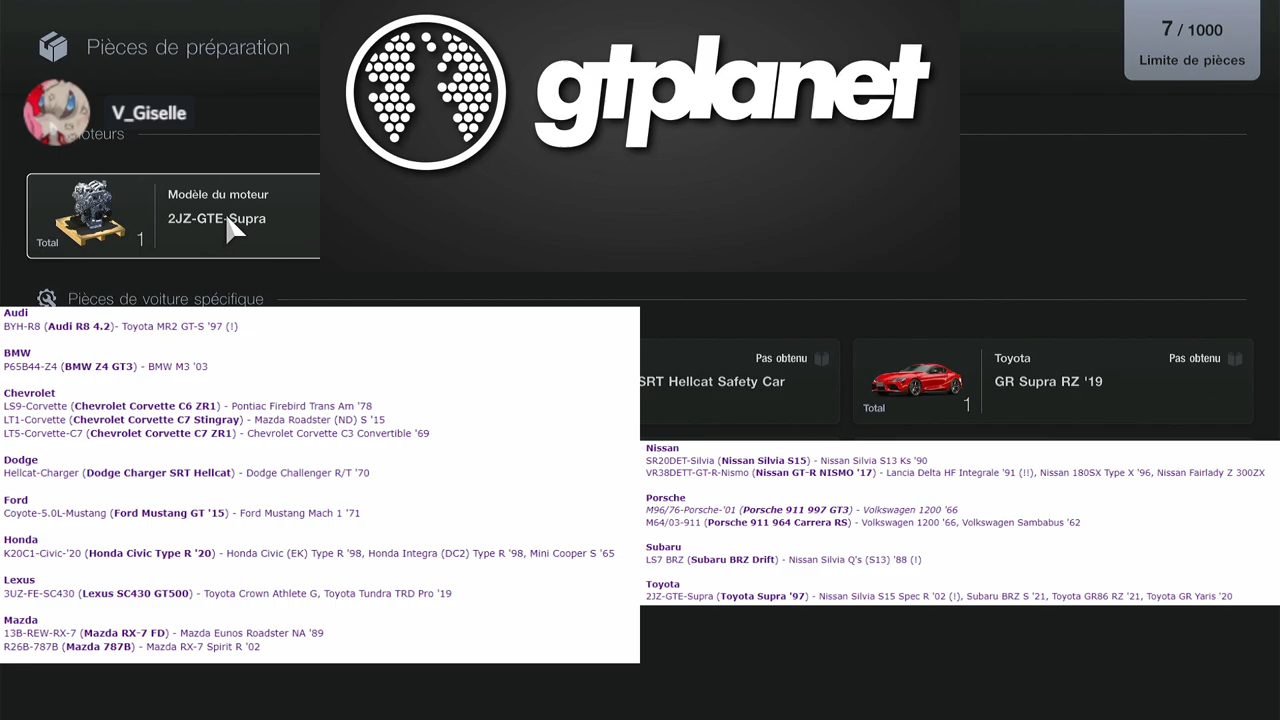 Pièces de préparation
gtplanet
7 / 1000
Limite de pièces
V_Giselle
Moteurs
Modèle du moteur
2JZ-GTE-Supra
Total 1
Pièces de voiture spécifique
Audi
BYH-R8 (Audi R8 4.2)- Toyota MR2 GT-S '97 (!)
BMW
P65B44-Z4 (BMW Z4 GT3) - BMW M3 '03
Chevrolet
LS9-Corvette (Chevrolet Corvette C6 ZR1) - Pontiac Firebird Trans Am '78
LT1-Corvette (Chevrolet Corvette C7 Stingray) - Mazda Roadster (ND) S '15
LT5-Corvette-C7 (Chevrolet Corvette C7 ZR1) - Chevrolet Corvette C3 Convertible '69
Dodge
Hellcat-Charger (Dodge Charger SRT Hellcat) - Dodge Challenger R/T '70
Ford
Coyote-5.0L-Mustang (Ford Mustang GT '15) - Ford Mustang Mach 1 '71
Honda
K20C1-Civic-'20 (Honda Civic Type R '20) - Honda Civic (EK) Type R '98, Honda Integra (DC2) Type R '98, Mini Cooper S '65
Lexus
3UZ-FE-SC430 (Lexus SC430 GT500) - Toyota Crown Athlete G, Toyota Tundra TRD Pro '19
Mazda
13B-REW-RX-7 (Mazda RX-7 FD) - Mazda Eunos Roadster NA '89
R26B-787B (Mazda 787B) - Mazda RX-7 Spirit R '02
Pas obtenu
SRT Hellcat Safety Car
Toyota
Pas obtenu
GR Supra RZ '19
Total 1
Nissan
SR20DET-Silvia (Nissan Silvia S15) - Nissan Silvia S13 Ks '90
VR38DETT-GT-R-Nismo (Nissan GT-R NISMO '17) - Lancia Delta HF Integrale '91 (!!), Nissan 180SX Type X '96, Nissan Fairlady Z 300ZX
Porsche
M96/76-Porsche-'01 (Porsche 911 997 GT3) - Volkswagen 1200 '66
M64/03-911 (Porsche 911 964 Carrera RS) - Volkswagen 1200 '66, Volkswagen Sambabus '62
Subaru
LS7 BRZ (Subaru BRZ Drift) - Nissan Silvia Q's (S13) '88 (!)
Toyota
2JZ-GTE-Supra (Toyota Supra '97) - Nissan Silvia S15 Spec R '02 (!), Subaru BRZ S '21, Toyota GR86 RZ '21, Toyota GR Yaris '20